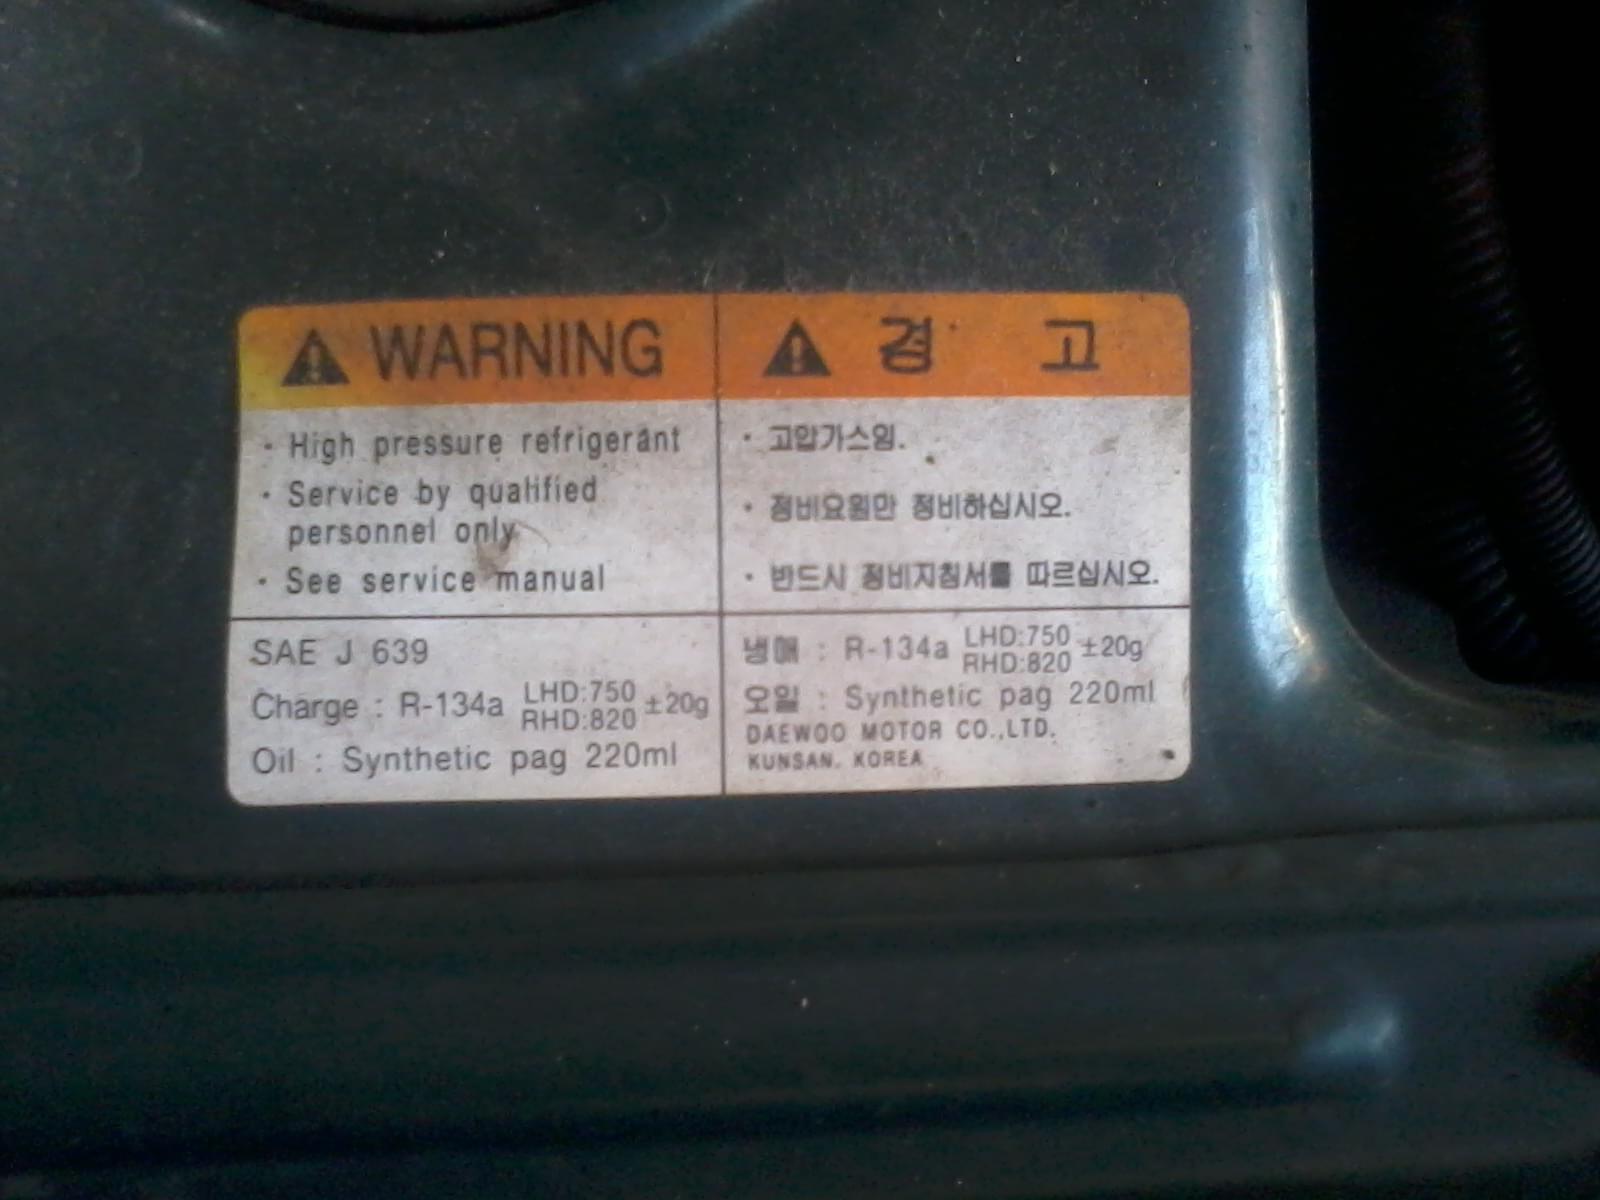 WARNING
· High pressure refrigerant
· Service by qualified
personnel only
· See service manual
SAE J 639
Charge : R-134a LHD:750 RHD:820 ±20g
Oil : Synthetic pag 220ml
경 고
· 고압가스임.
· 정비요원만 정비하십시오.
· 반드시 정비지침서를 따르십시오.
냉매 : R-134a LHD:750 RHD:820 ±20g
오일 : Synthetic pag 220ml
DAEWOO MOTOR CO.,LTD.
KUNSAN. KOREA